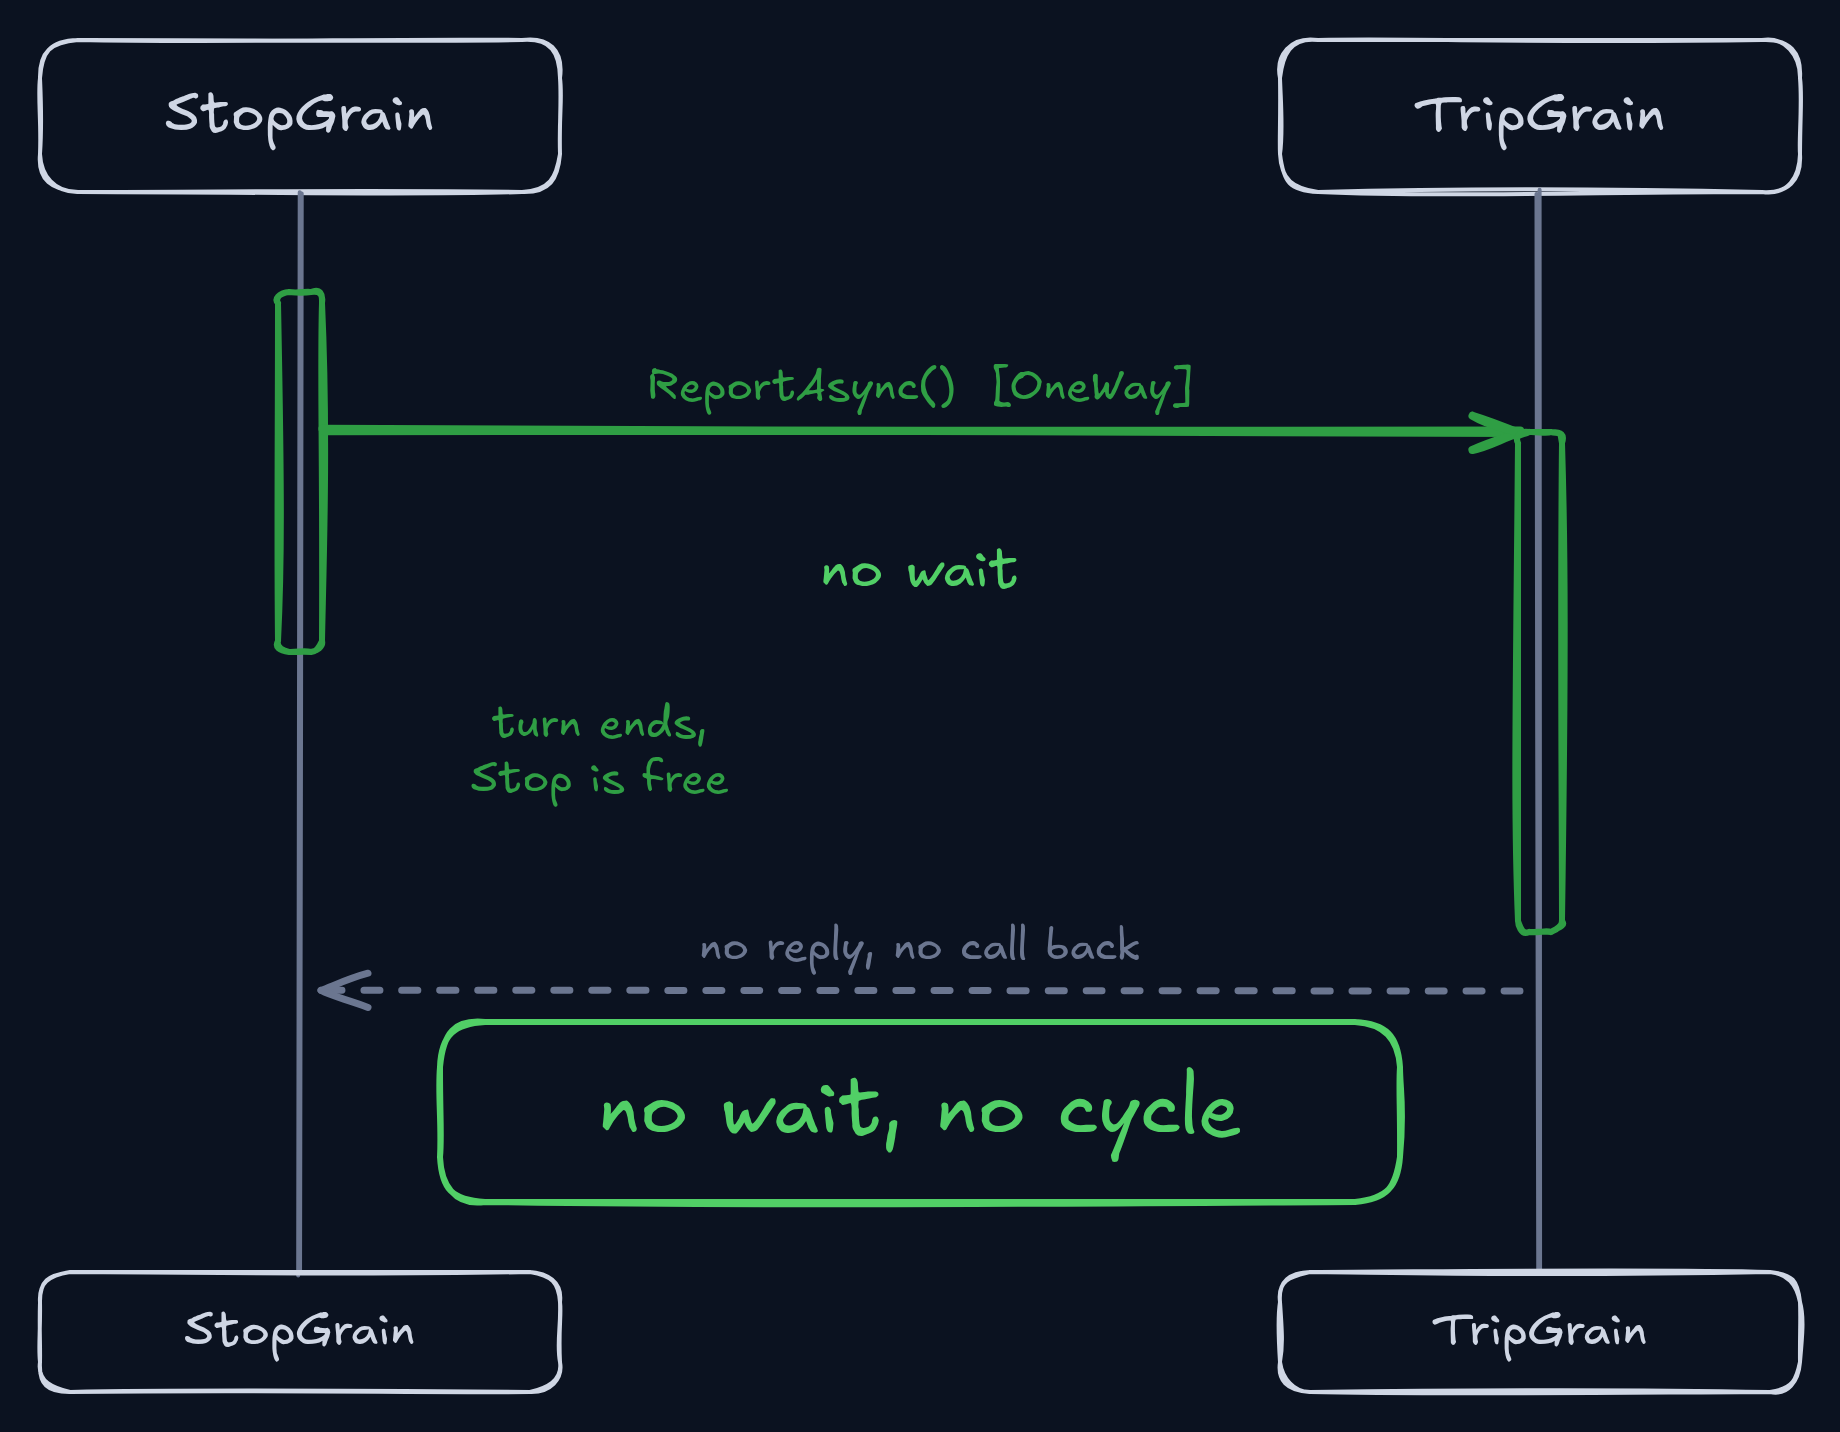 StopGrain
TripGrain
ReportAsync() [OneWay]
no wait
turn ends,
Stop is free
no reply, no call back
no wait, no cycle
StopGrain
TripGrain